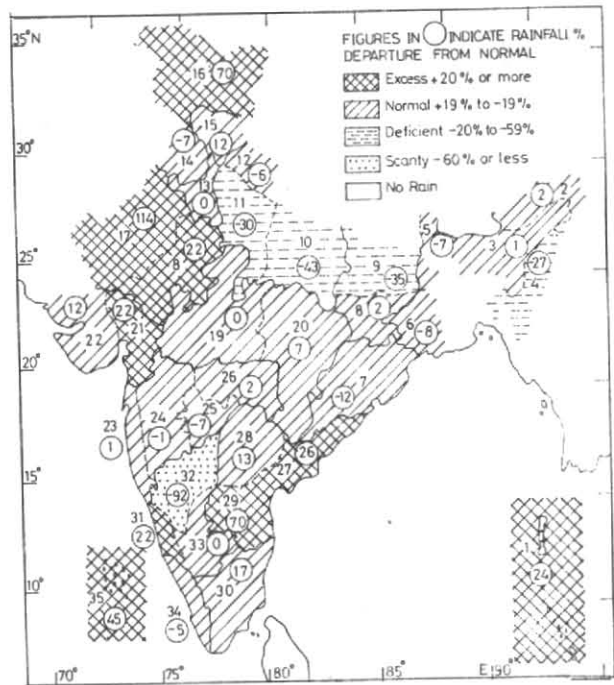 35°N
FIGURES IN ◯ INDICATE RAINFALL %
DEPARTURE FROM NORMAL
Excess +20 % or more
Normal +19% to -19%
Deficient -20% to -59%
Scanty -60% or less
No Rain
16 70
15
-7 12
30°
14 12 -6
13
0
2 2
11
114 -30
17
5
-7 3 1
22 10
8
25°
-43 9 -27
-35 4
12 22 8 2
21 0 20 6 -8
22 19 7
20°
26 2 7
-12
23 24 25
1 -1 -7 28
13 26
27
32
-92
15°
29
31 70
22 0
33
1
17 24
10°
30
35
45
34
-5
70° 75° 80° 85° E 90°